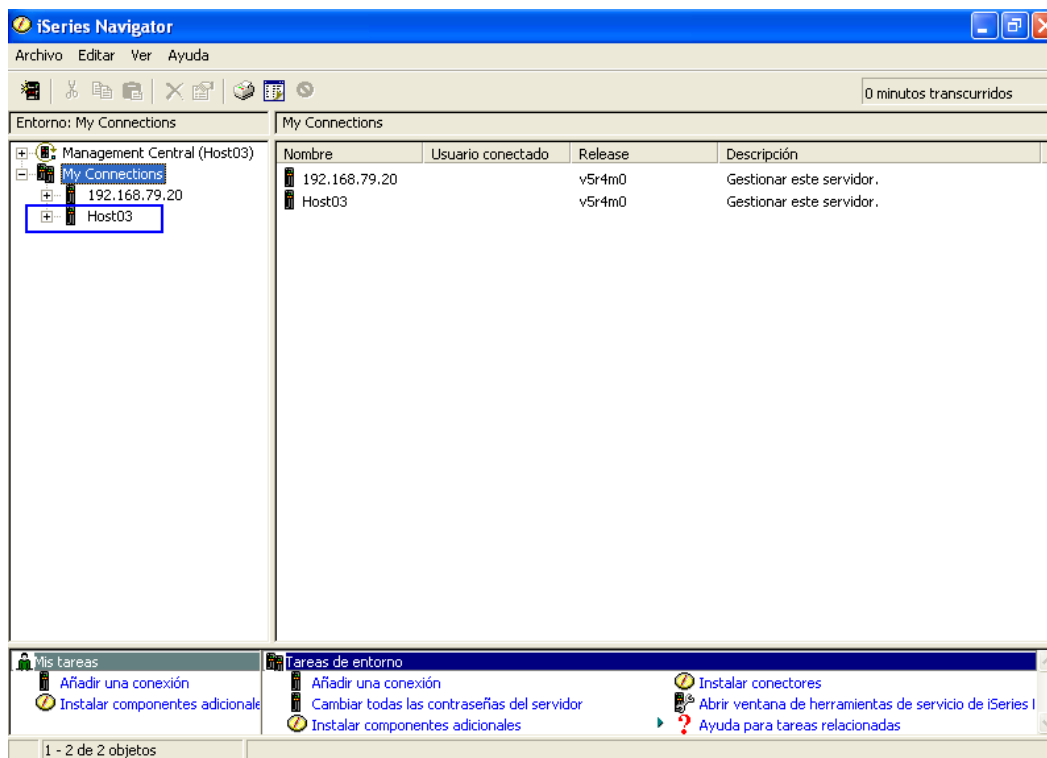 iSeries Navigator
Archivo Editar Ver Ayuda
0 minutos transcurridos
Entorno: My Connections
My Connections
Management Central (Host03)
My Connections
192.168.79.20
Host03
Nombre Usuario conectado Release Descripción
192.168.79.20 v5r4m0 Gestionar este servidor.
Host03 v5r4m0 Gestionar este servidor.
Mis tareas
Añadir una conexión
Instalar componentes adicionale
Tareas de entorno
Añadir una conexión
Cambiar todas las contraseñas del servidor
Instalar componentes adicionales
Instalar conectores
Abrir ventana de herramientas de servicio de iSeries
Ayuda para tareas relacionadas
1 - 2 de 2 objetos